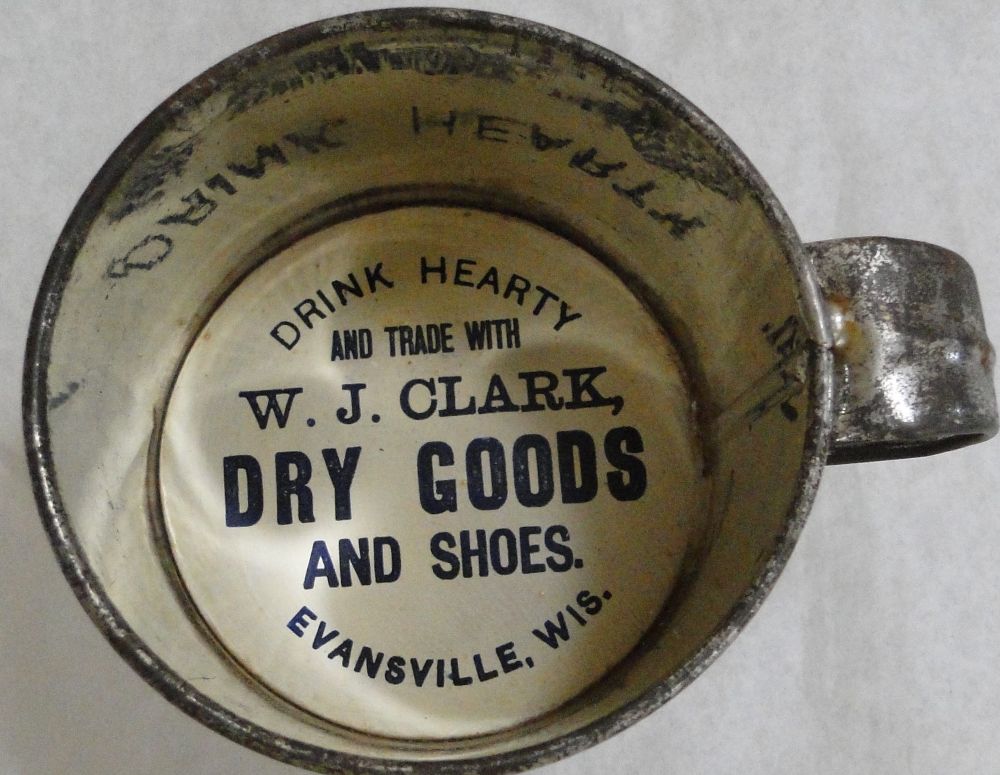 DRINK HEARTY
AND TRADE WITH
W. J. CLARK,
DRY GOODS
AND SHOES.
EVANSVILLE, WIS.